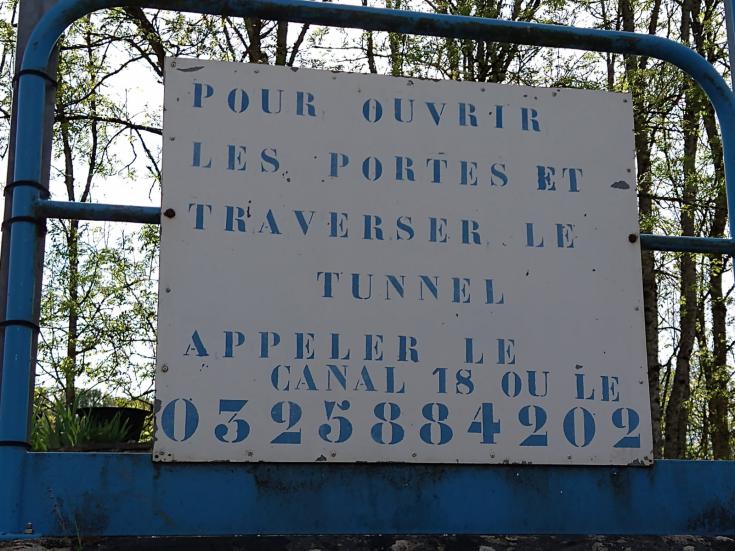 POUR OUVRIR
LES PORTES ET
TRAVERSER LE
TUNNEL
APPELER LE
CANAL 18 OU LE
0325884202